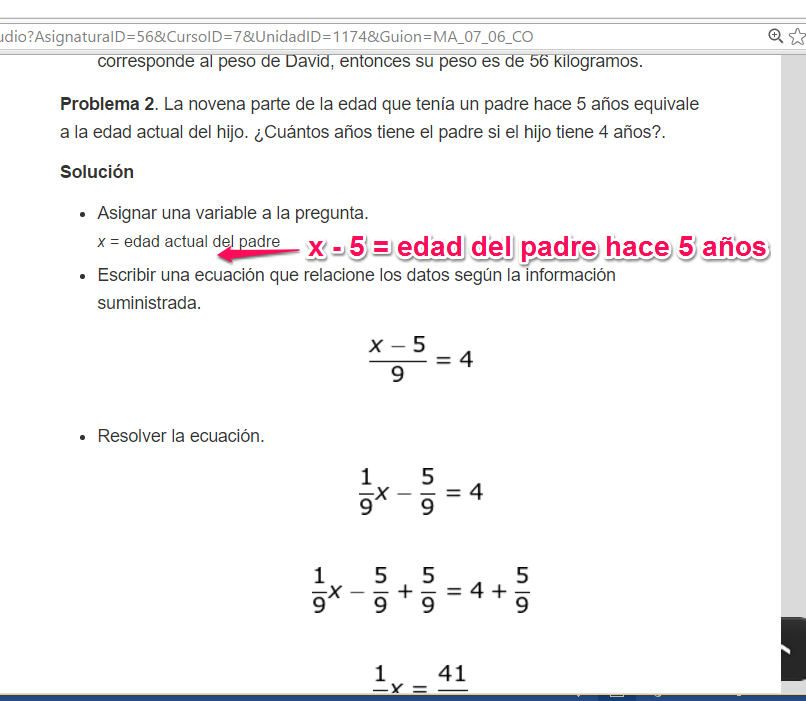 udio?AsignaturaID=56&CursoID=7&UnidadID=1174&Guion=MA_07_06_CO
corresponde al peso de David, entonces su peso es de 56 kilogramos.
Problema 2. La novena parte de la edad que tenía un padre hace 5 años equivale
a la edad actual del hijo. ¿Cuántos años tiene el padre si el hijo tiene 4 años?.
Solución
• Asignar una variable a la pregunta.
x = edad actual del padre
x - 5 = edad del padre hace 5 años
• Escribir una ecuación que relacione los datos según la información
suministrada.
x − 5
9
= 4
• Resolver la ecuación.
1/9 x − 5/9 = 4
1/9 x − 5/9 + 5/9 = 4 + 5/9
1
x =
41